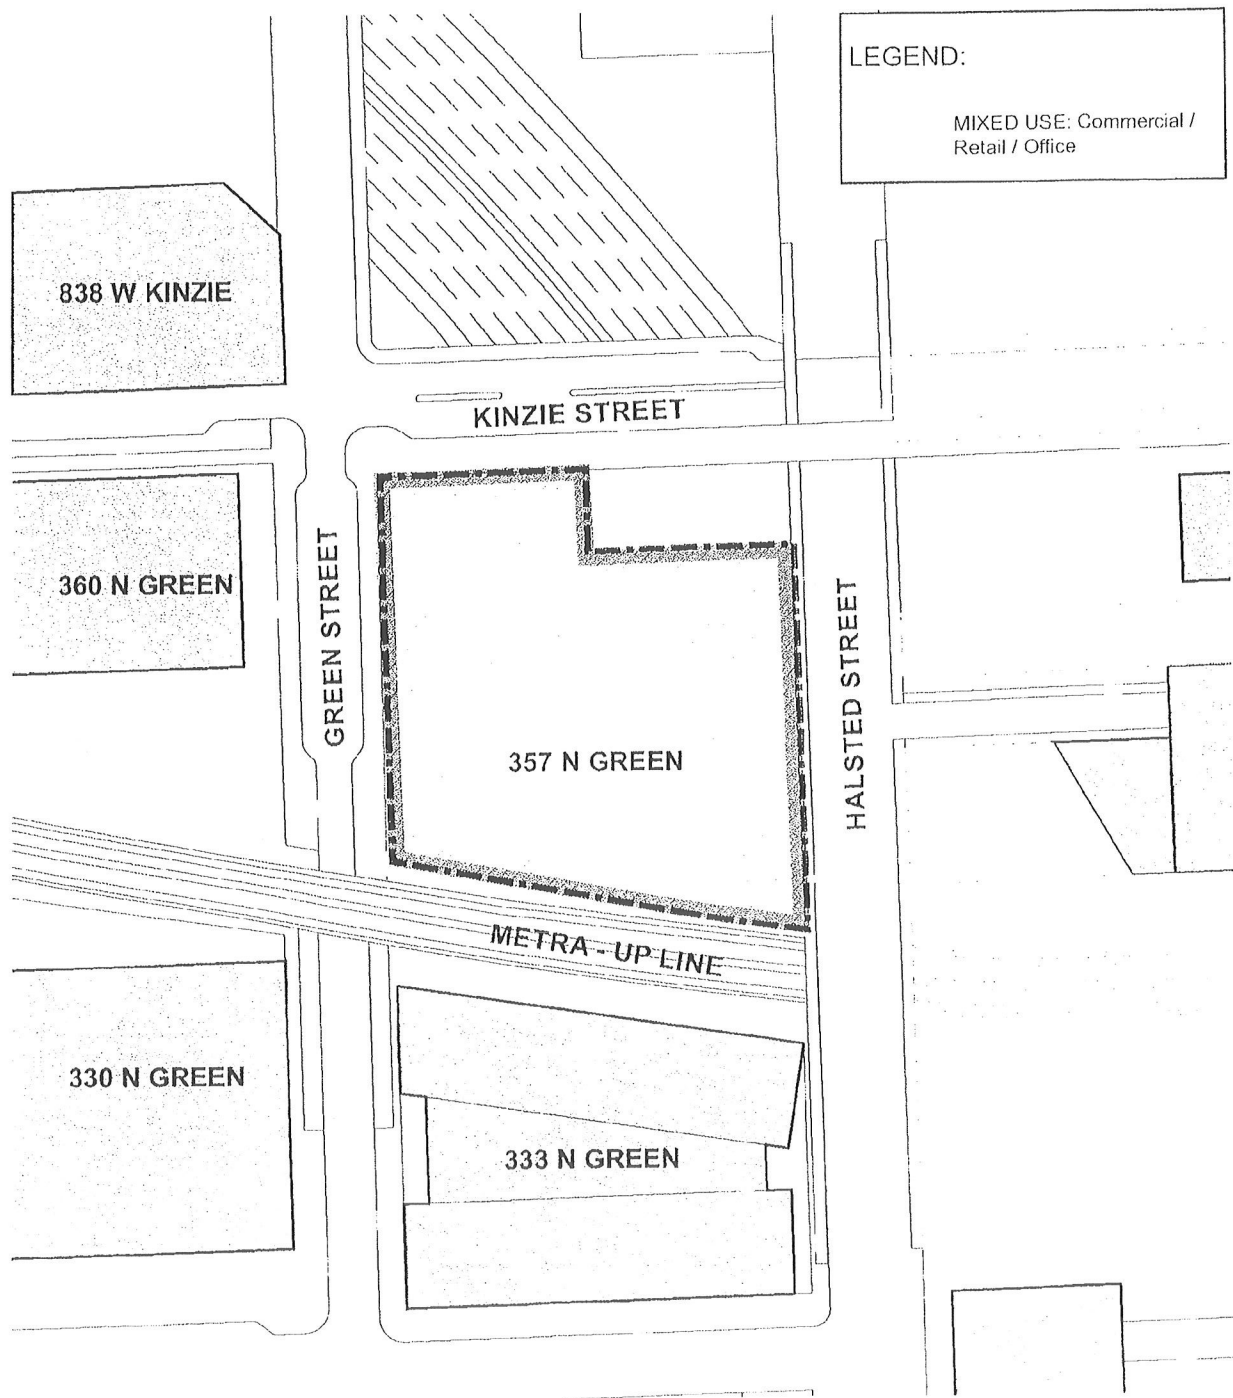 LEGEND:
MIXED USE: Commercial /
Retail / Office
838 W KINZIE
KINZIE STREET
360 N GREEN
GREEN STREET
357 N GREEN
HALSTED STREET
METRA - UP LINE
330 N GREEN
333 N GREEN